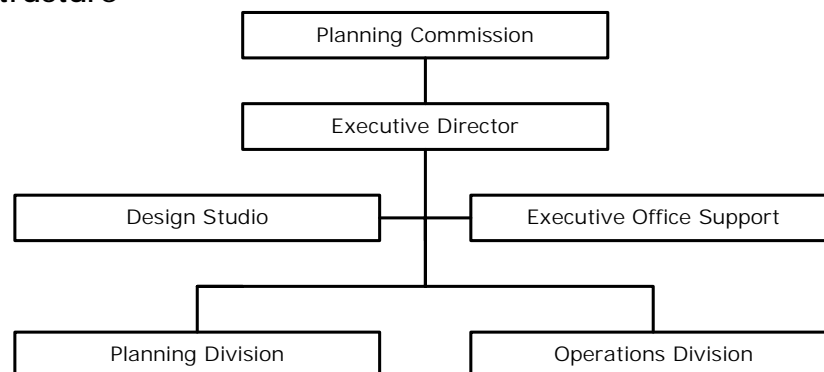 Planning Commission
Executive Director
Design Studio
Executive Office Support
Planning Division
Operations Division